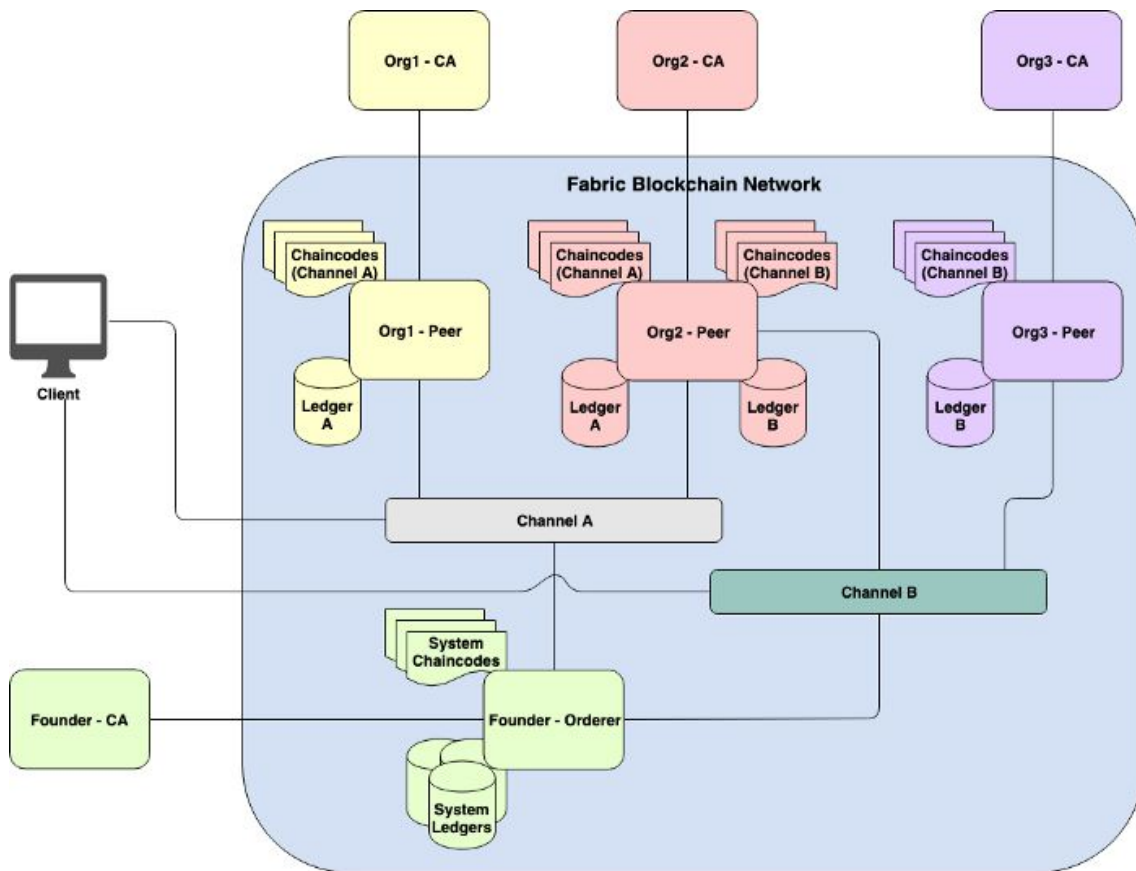 Org1 - CA
Org2 - CA
Org3 - CA
Fabric Blockchain Network
Chaincodes
(Channel A)
Chaincodes
(Channel A)
Chaincodes
(Channel B)
Chaincodes
(Channel B)
Org1 - Peer
Org2 - Peer
Org3 - Peer
Client
Ledger
A
Ledger
A
Ledger
B
Ledger
B
Channel A
Channel B
System
Chaincodes
Founder - CA
Founder - Orderer
System
Ledgers